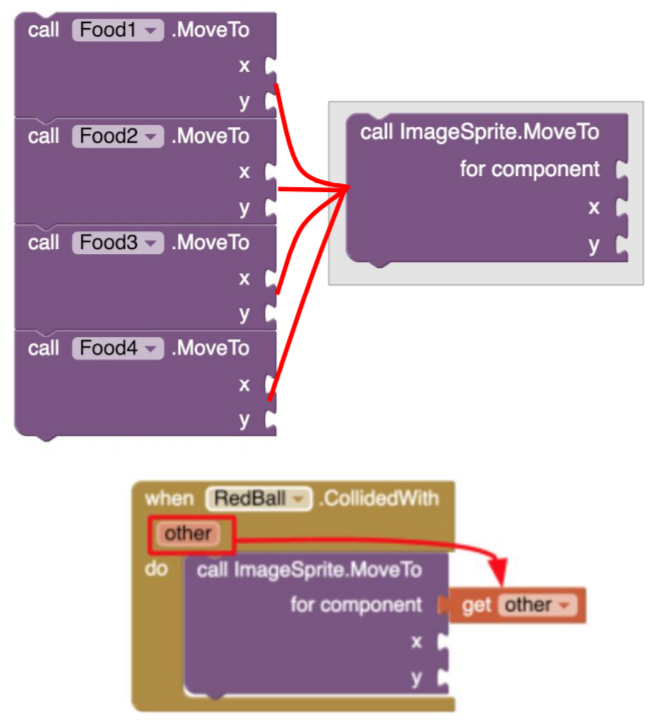 call Food1 .MoveTo
x
y
call Food2 .MoveTo
x
y
call Food3 .MoveTo
x
y
call Food4 .MoveTo
x
y
call ImageSprite.MoveTo
for component
x
y
when RedBall .CollidedWith
other
do call ImageSprite.MoveTo
for component get other
x
y